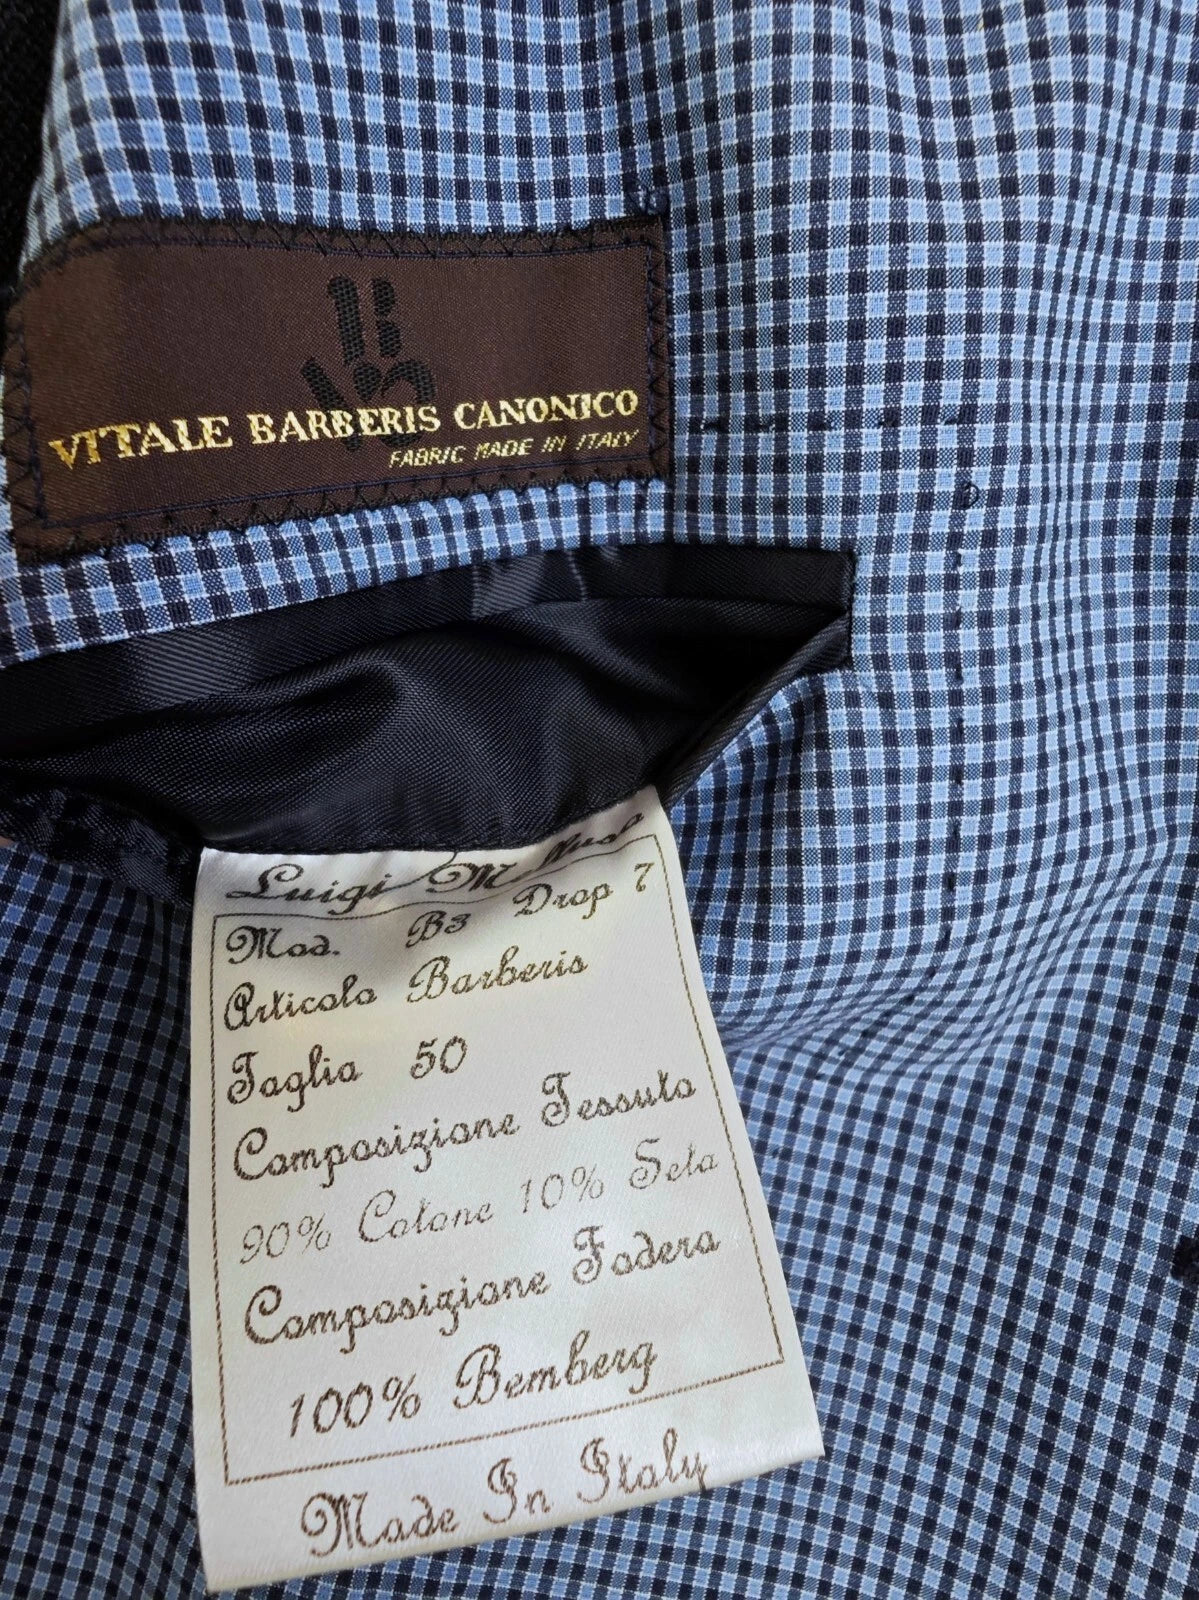 VITALE BARBERIS CANONICO
FABRIC MADE IN ITALY
Luigi
Mod. B3 Drop 7
Articolo Barberis
Taglia 50
Composizione Tessuto
90% Cotone 10% Seta
Composizione Fodera
100% Bemberg
Made In Italy